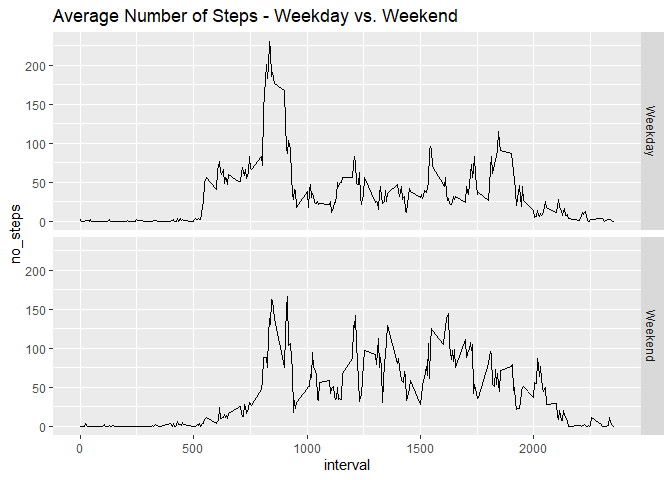 Average Number of Steps - Weekday vs. Weekend
no_steps
200
150
100
50
0
Weekday
200
150
100
50
0
Weekend
0 500 1000 1500 2000
interval